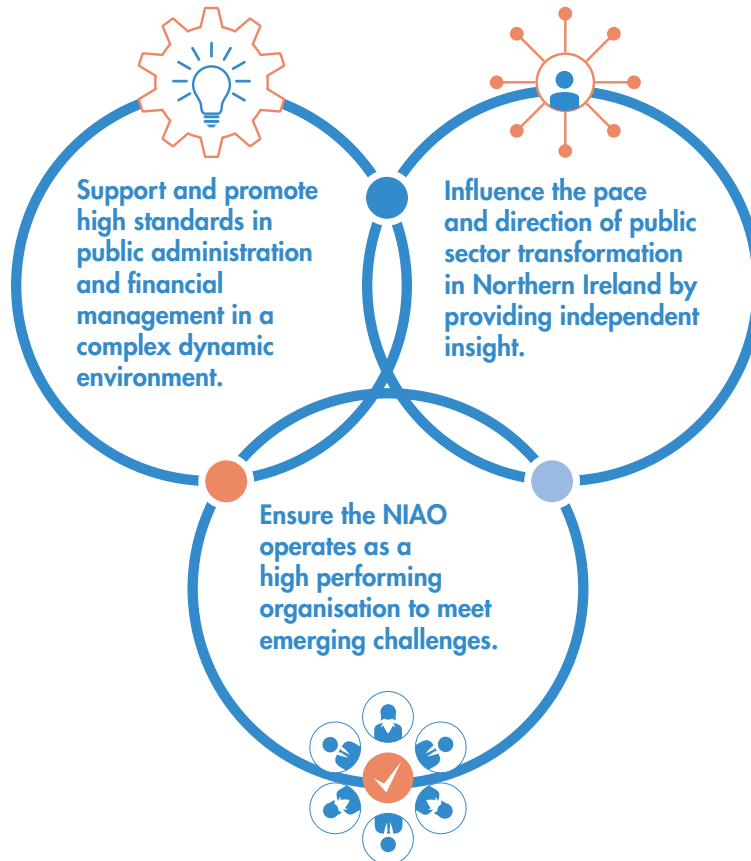 Support and promote
high standards in
public administration
and financial
management in a
complex dynamic
environment.
Influence the pace
and direction of public
sector transformation
in Northern Ireland by
providing independent
insight.
Ensure the NIAO
operates as a
high performing
organisation to meet
emerging challenges.